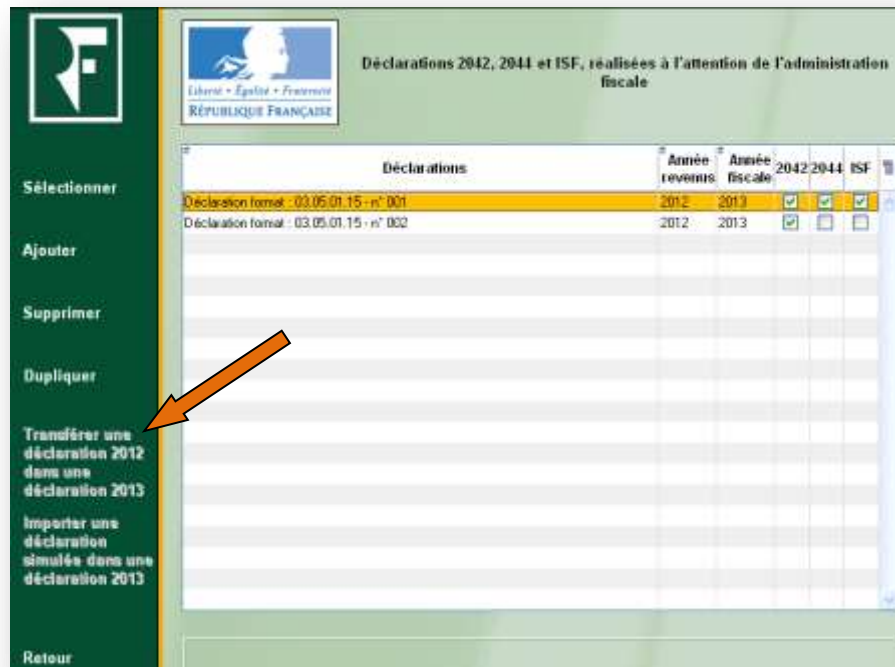 Liberté • Égalité • Fraternité
RÉPUBLIQUE FRANÇAISE
Déclarations 2042, 2044 et ISF, réalisées à l'attention de l'administration
fiscale
Sélectionner
Ajouter
Supprimer
Dupliquer
Transférer une
déclaration 2012
dans une
déclaration 2013
Importer une
déclaration
simulée dans une
déclaration 2013
Retour
Déclarations Année revenus Année fiscale 2042 2044 ISF
Déclaration format : 03.05.01.15 - n° 001 2012 2013
Déclaration format : 03.05.01.15 - n° 002 2012 2013